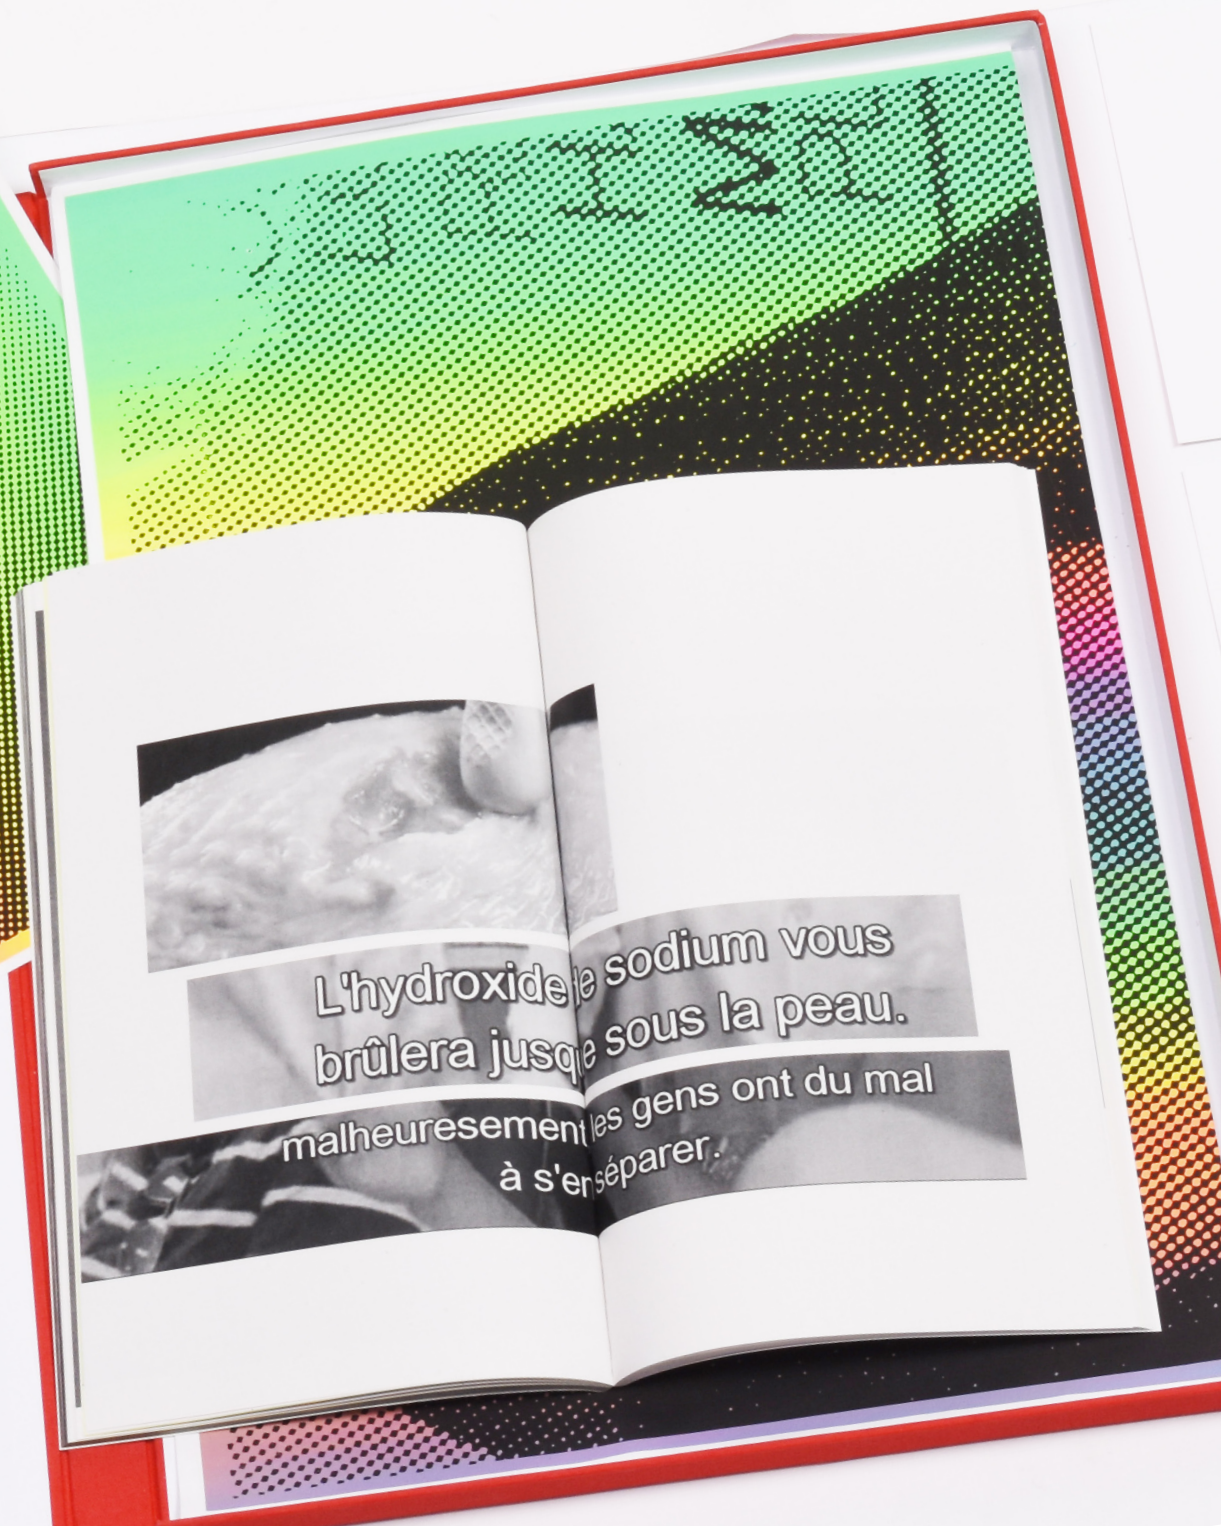 L'hydroxide de sodium vous
brûlera jusque sous la peau.
malheuresement les gens ont du mal
à s'en séparer.